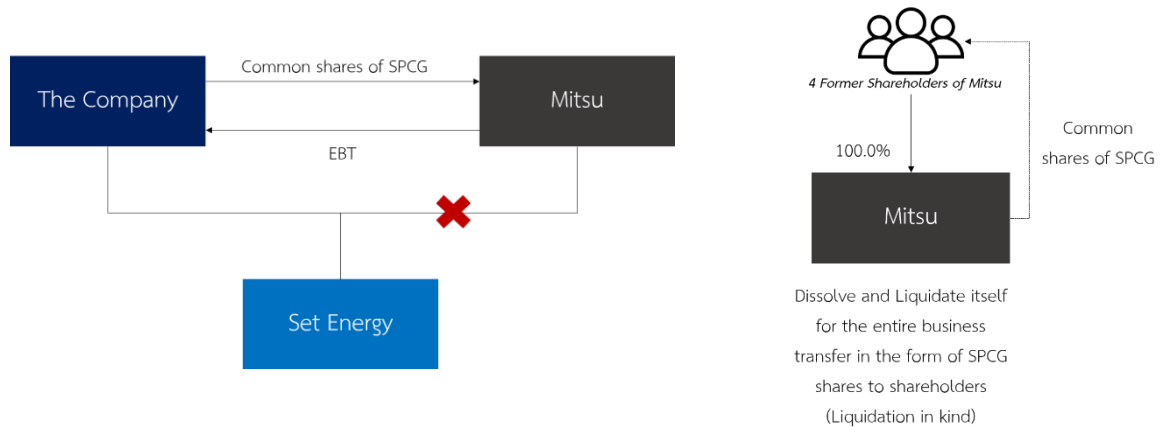 Common shares of SPCG
The Company
Mitsu
EBT
Set Energy
4 Former Shareholders of Mitsu
100.0%
Common
shares of SPCG
Mitsu
Dissolve and Liquidate itself
for the entire business
transfer in the form of SPCG
shares to shareholders
(Liquidation in kind)